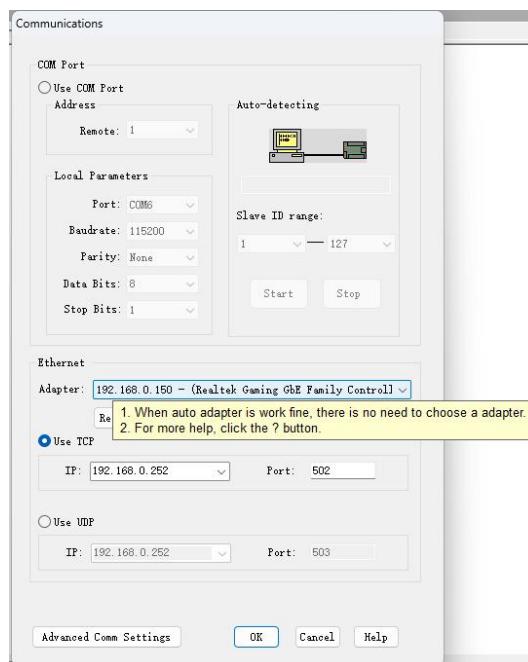 Communications
COM Port
Use COM Port
Address
Remote: 1
Auto-detecting
Local Parameters
Port: COM6
Baudrate: 115200
Parity: None
Data Bits: 8
Stop Bits: 1
Slave ID range:
1 — 127
Start Stop
Ethernet
Adapter: 192.168.0.150 - (Realtek Gaming GbE Family Controll
Re
1. When auto adapter is work fine, there is no need to choose a adapter.
2. For more help, click the ? button.
Use TCP
IP: 192.168.0.252 Port: 502
Use UDP
IP: 192.168.0.252 Port: 503
Advanced Comm Settings OK Cancel Help